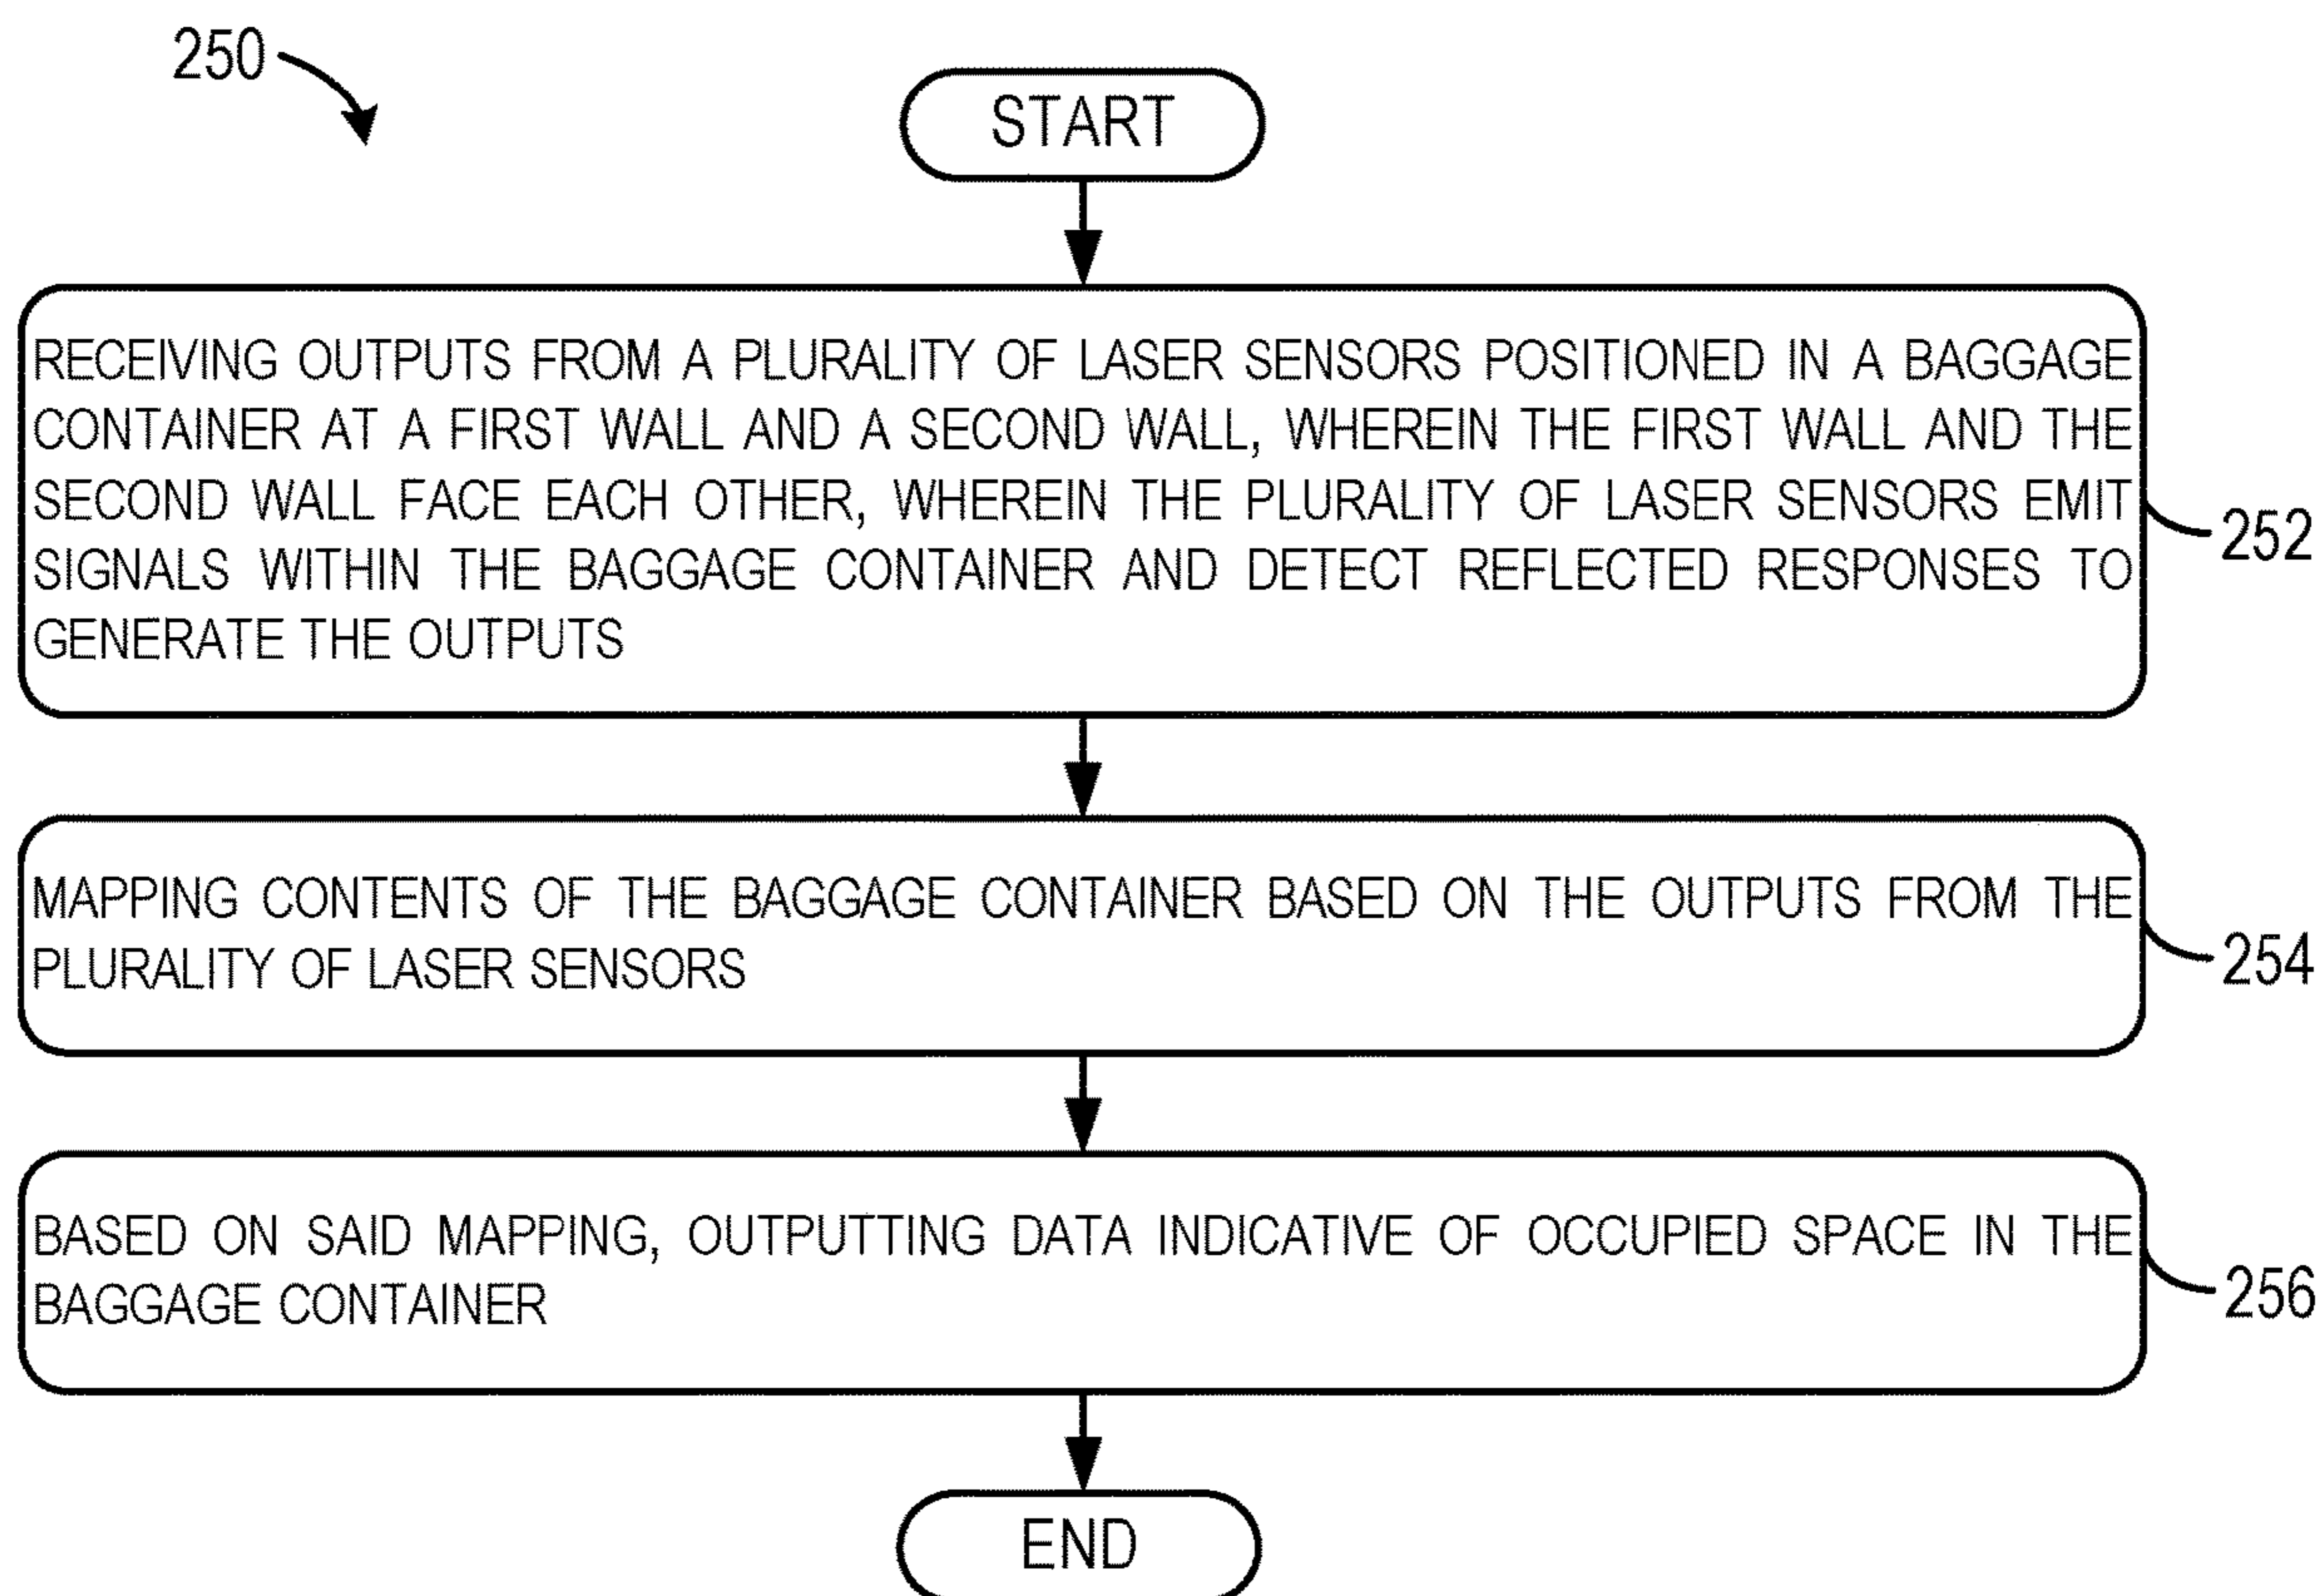 250
START
RECEIVING OUTPUTS FROM A PLURALITY OF LASER SENSORS POSITIONED IN A BAGGAGE
CONTAINER AT A FIRST WALL AND A SECOND WALL, WHEREIN THE FIRST WALL AND THE
SECOND WALL FACE EACH OTHER, WHEREIN THE PLURALITY OF LASER SENSORS EMIT
SIGNALS WITHIN THE BAGGAGE CONTAINER AND DETECT REFLECTED RESPONSES TO
GENERATE THE OUTPUTS
252
MAPPING CONTENTS OF THE BAGGAGE CONTAINER BASED ON THE OUTPUTS FROM THE
PLURALITY OF LASER SENSORS
254
BASED ON SAID MAPPING, OUTPUTTING DATA INDICATIVE OF OCCUPIED SPACE IN THE
BAGGAGE CONTAINER
256
END